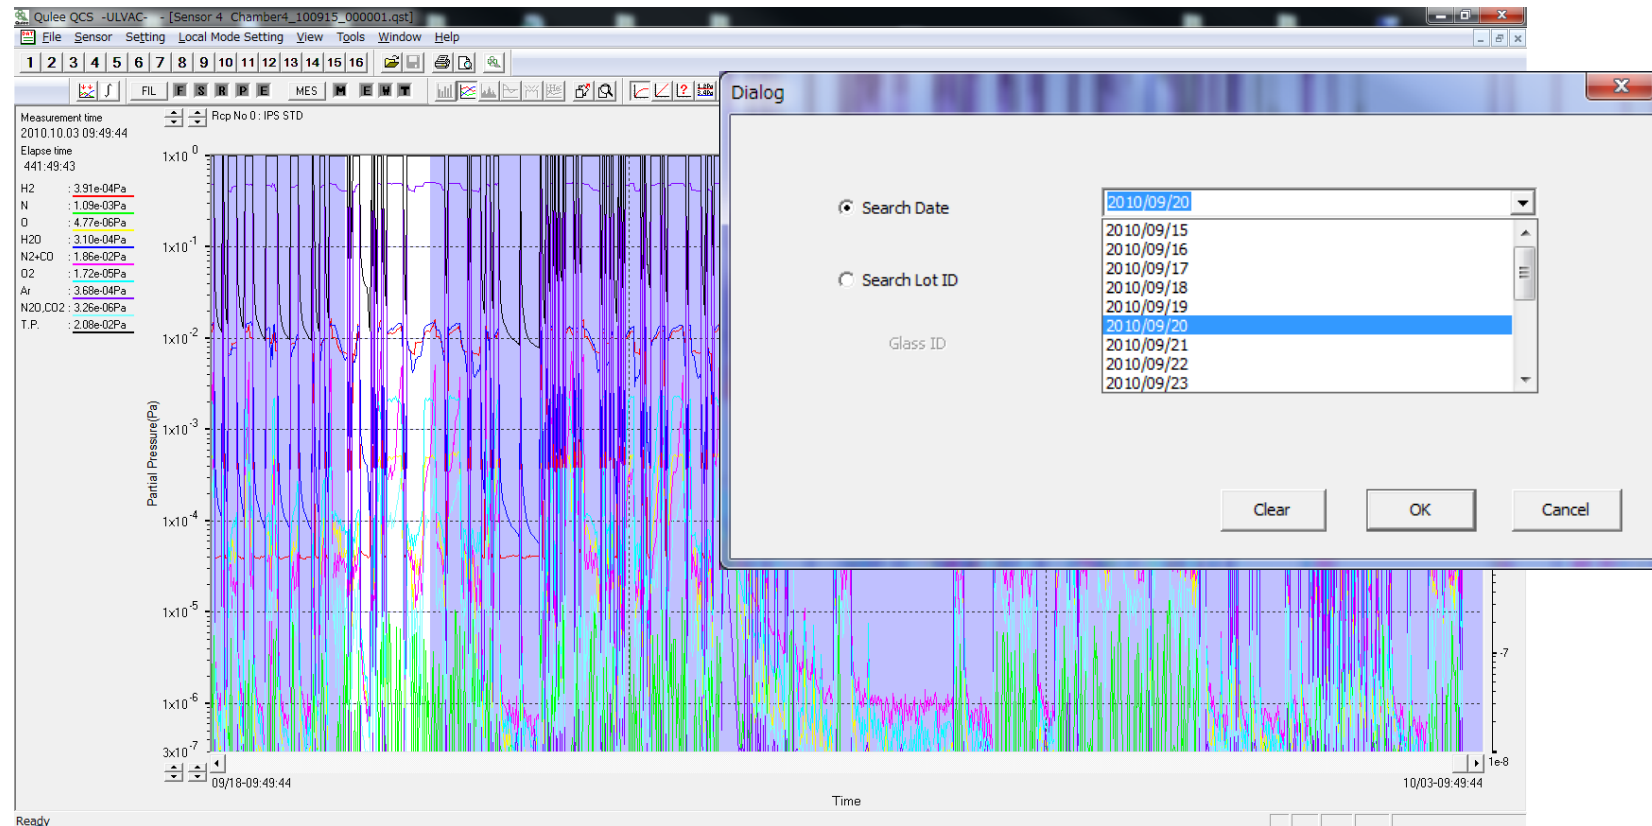 Qulee QCS -ULVAC- - [Sensor 4 Chamber4_100915_000001.qst]
File Sensor Setting Local Mode Setting View Tools Window Help
1 2 3 4 5 6 7 8 9 10 11 12 13 14 15 16
FIL F S R P E MES M E W T
Dialog
Measurement time
2010.10.03 09:49:44
Elapse time
441:49:43
Rcp No 0 : IPS STD
H2 : 3.91e-04Pa
N : 1.09e-03Pa
O : 4.77e-06Pa
H2O : 3.10e-04Pa
N2+CO : 1.86e-02Pa
O2 : 1.72e-05Pa
Ar : 3.68e-04Pa
N2O,CO2 : 3.26e-06Pa
T.P. : 2.08e-02Pa
1x10 0
1x10 -1
1x10 -2
1x10 -3
1x10 -4
1x10 -5
1x10 -6
3x10 -7
Partial Pressure(Pa)
Search Date
2010/09/20
2010/09/15
2010/09/16
2010/09/17
2010/09/18
2010/09/19
2010/09/20
2010/09/21
2010/09/22
2010/09/23
Search Lot ID
Glass ID
Clear OK Cancel
-7
1e-8
09/18-09:49:44
10/03-09:49:44
Time
Ready